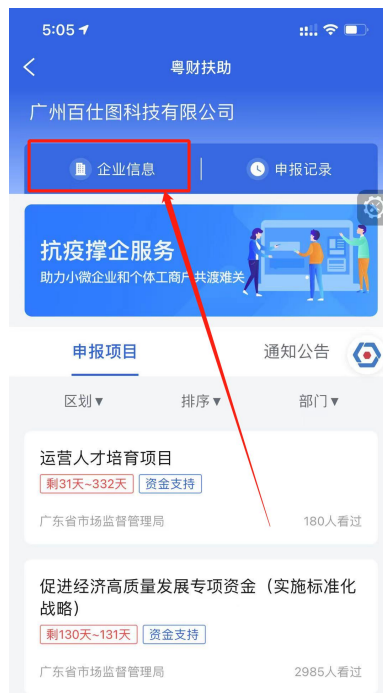 5:05
粤财扶助
广州百仕图科技有限公司
企业信息
申报记录
抗疫撑企服务
助力小微企业和个体工商户共渡难关
申报项目
通知公告
区划▼
排序▼
部门▼
运营人才培育项目
剩31天~332天
资金支持
广东省市场监督管理局
180人看过
促进经济高质量发展专项资金（实施标准化
战略）
剩130天~131天
资金支持
广东省市场监督管理局
2985人看过